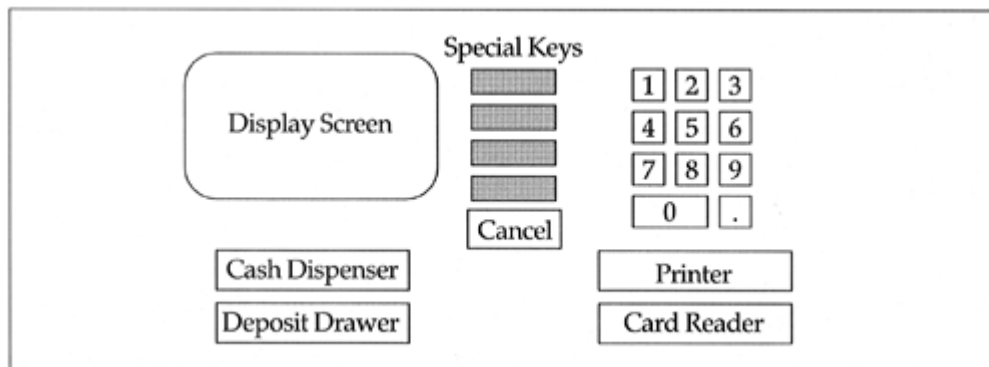 Special Keys
Display Screen
1 2 3
4 5 6
7 8 9
0 .
Cancel
Cash Dispenser
Printer
Deposit Drawer
Card Reader